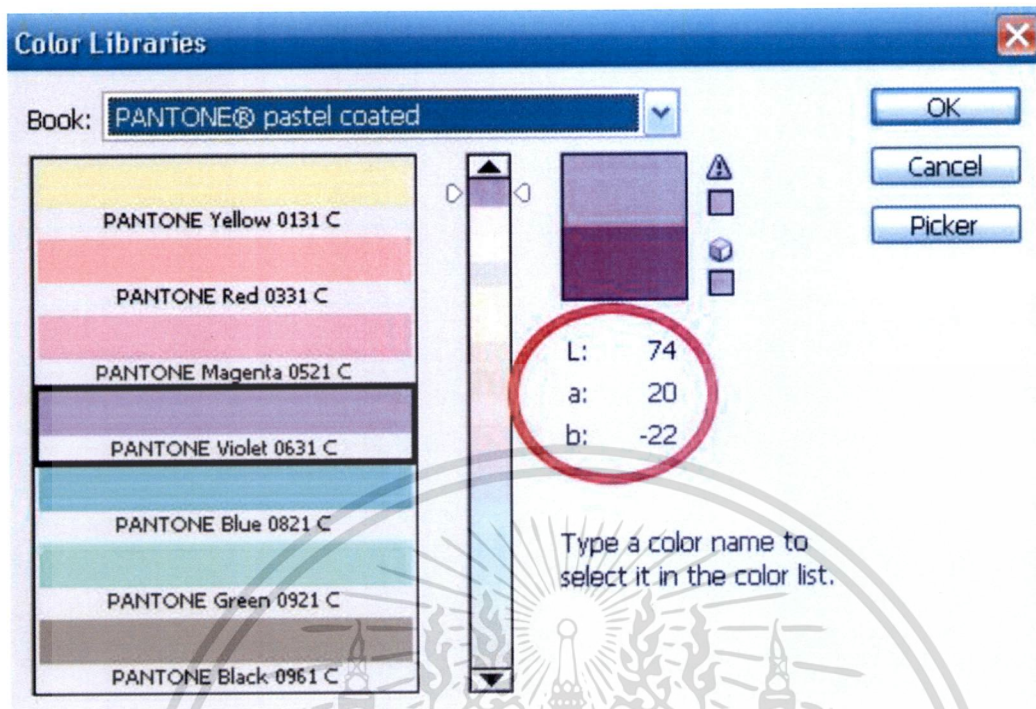 Color Libraries
Book: PANTONE® pastel coated
OK
Cancel
Picker
PANTONE Yellow 0131 C
PANTONE Red 0331 C
PANTONE Magenta 0521 C
PANTONE Violet 0631 C
PANTONE Blue 0821 C
PANTONE Green 0921 C
PANTONE Black 0961 C
L: 74
a: 20
b: -22
Type a color name to
select it in the color list.